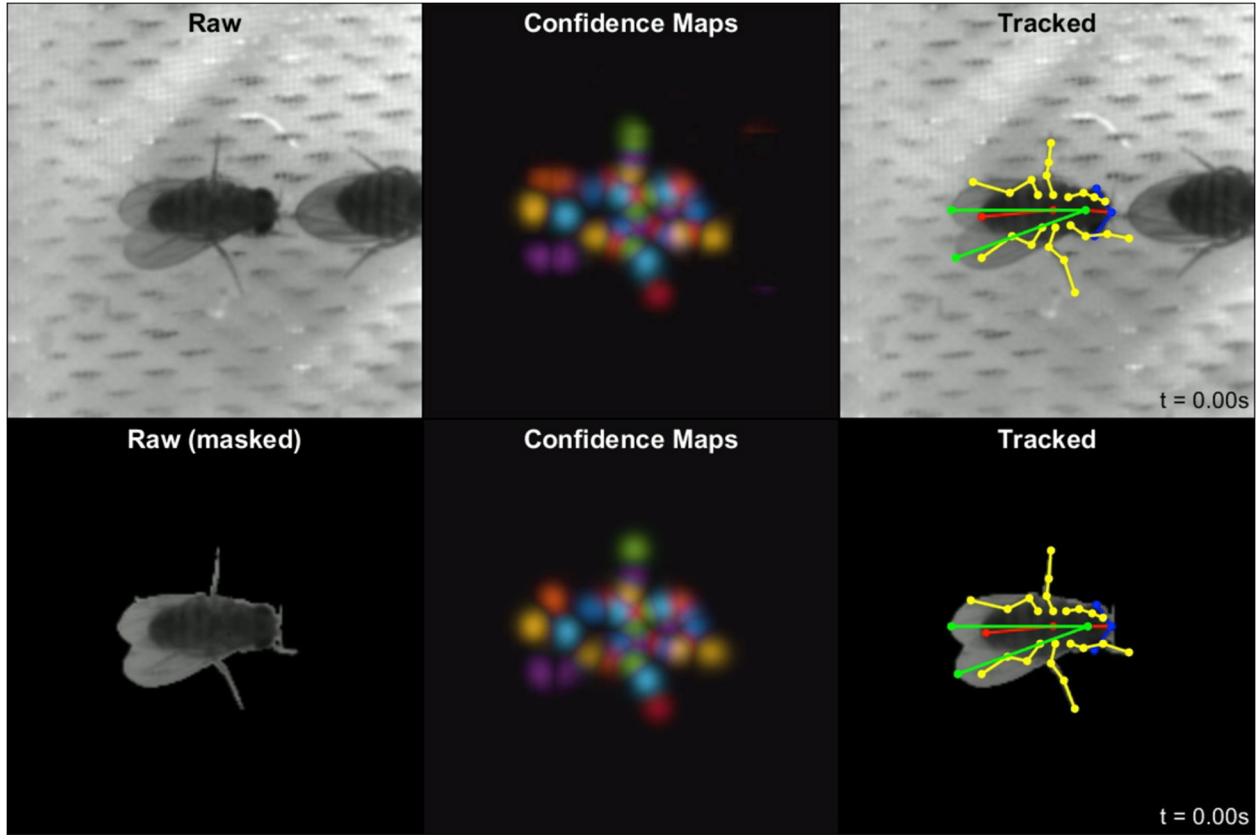 Raw
Confidence Maps
Tracked
t = 0.00s
Raw (masked)
Confidence Maps
Tracked
t = 0.00s